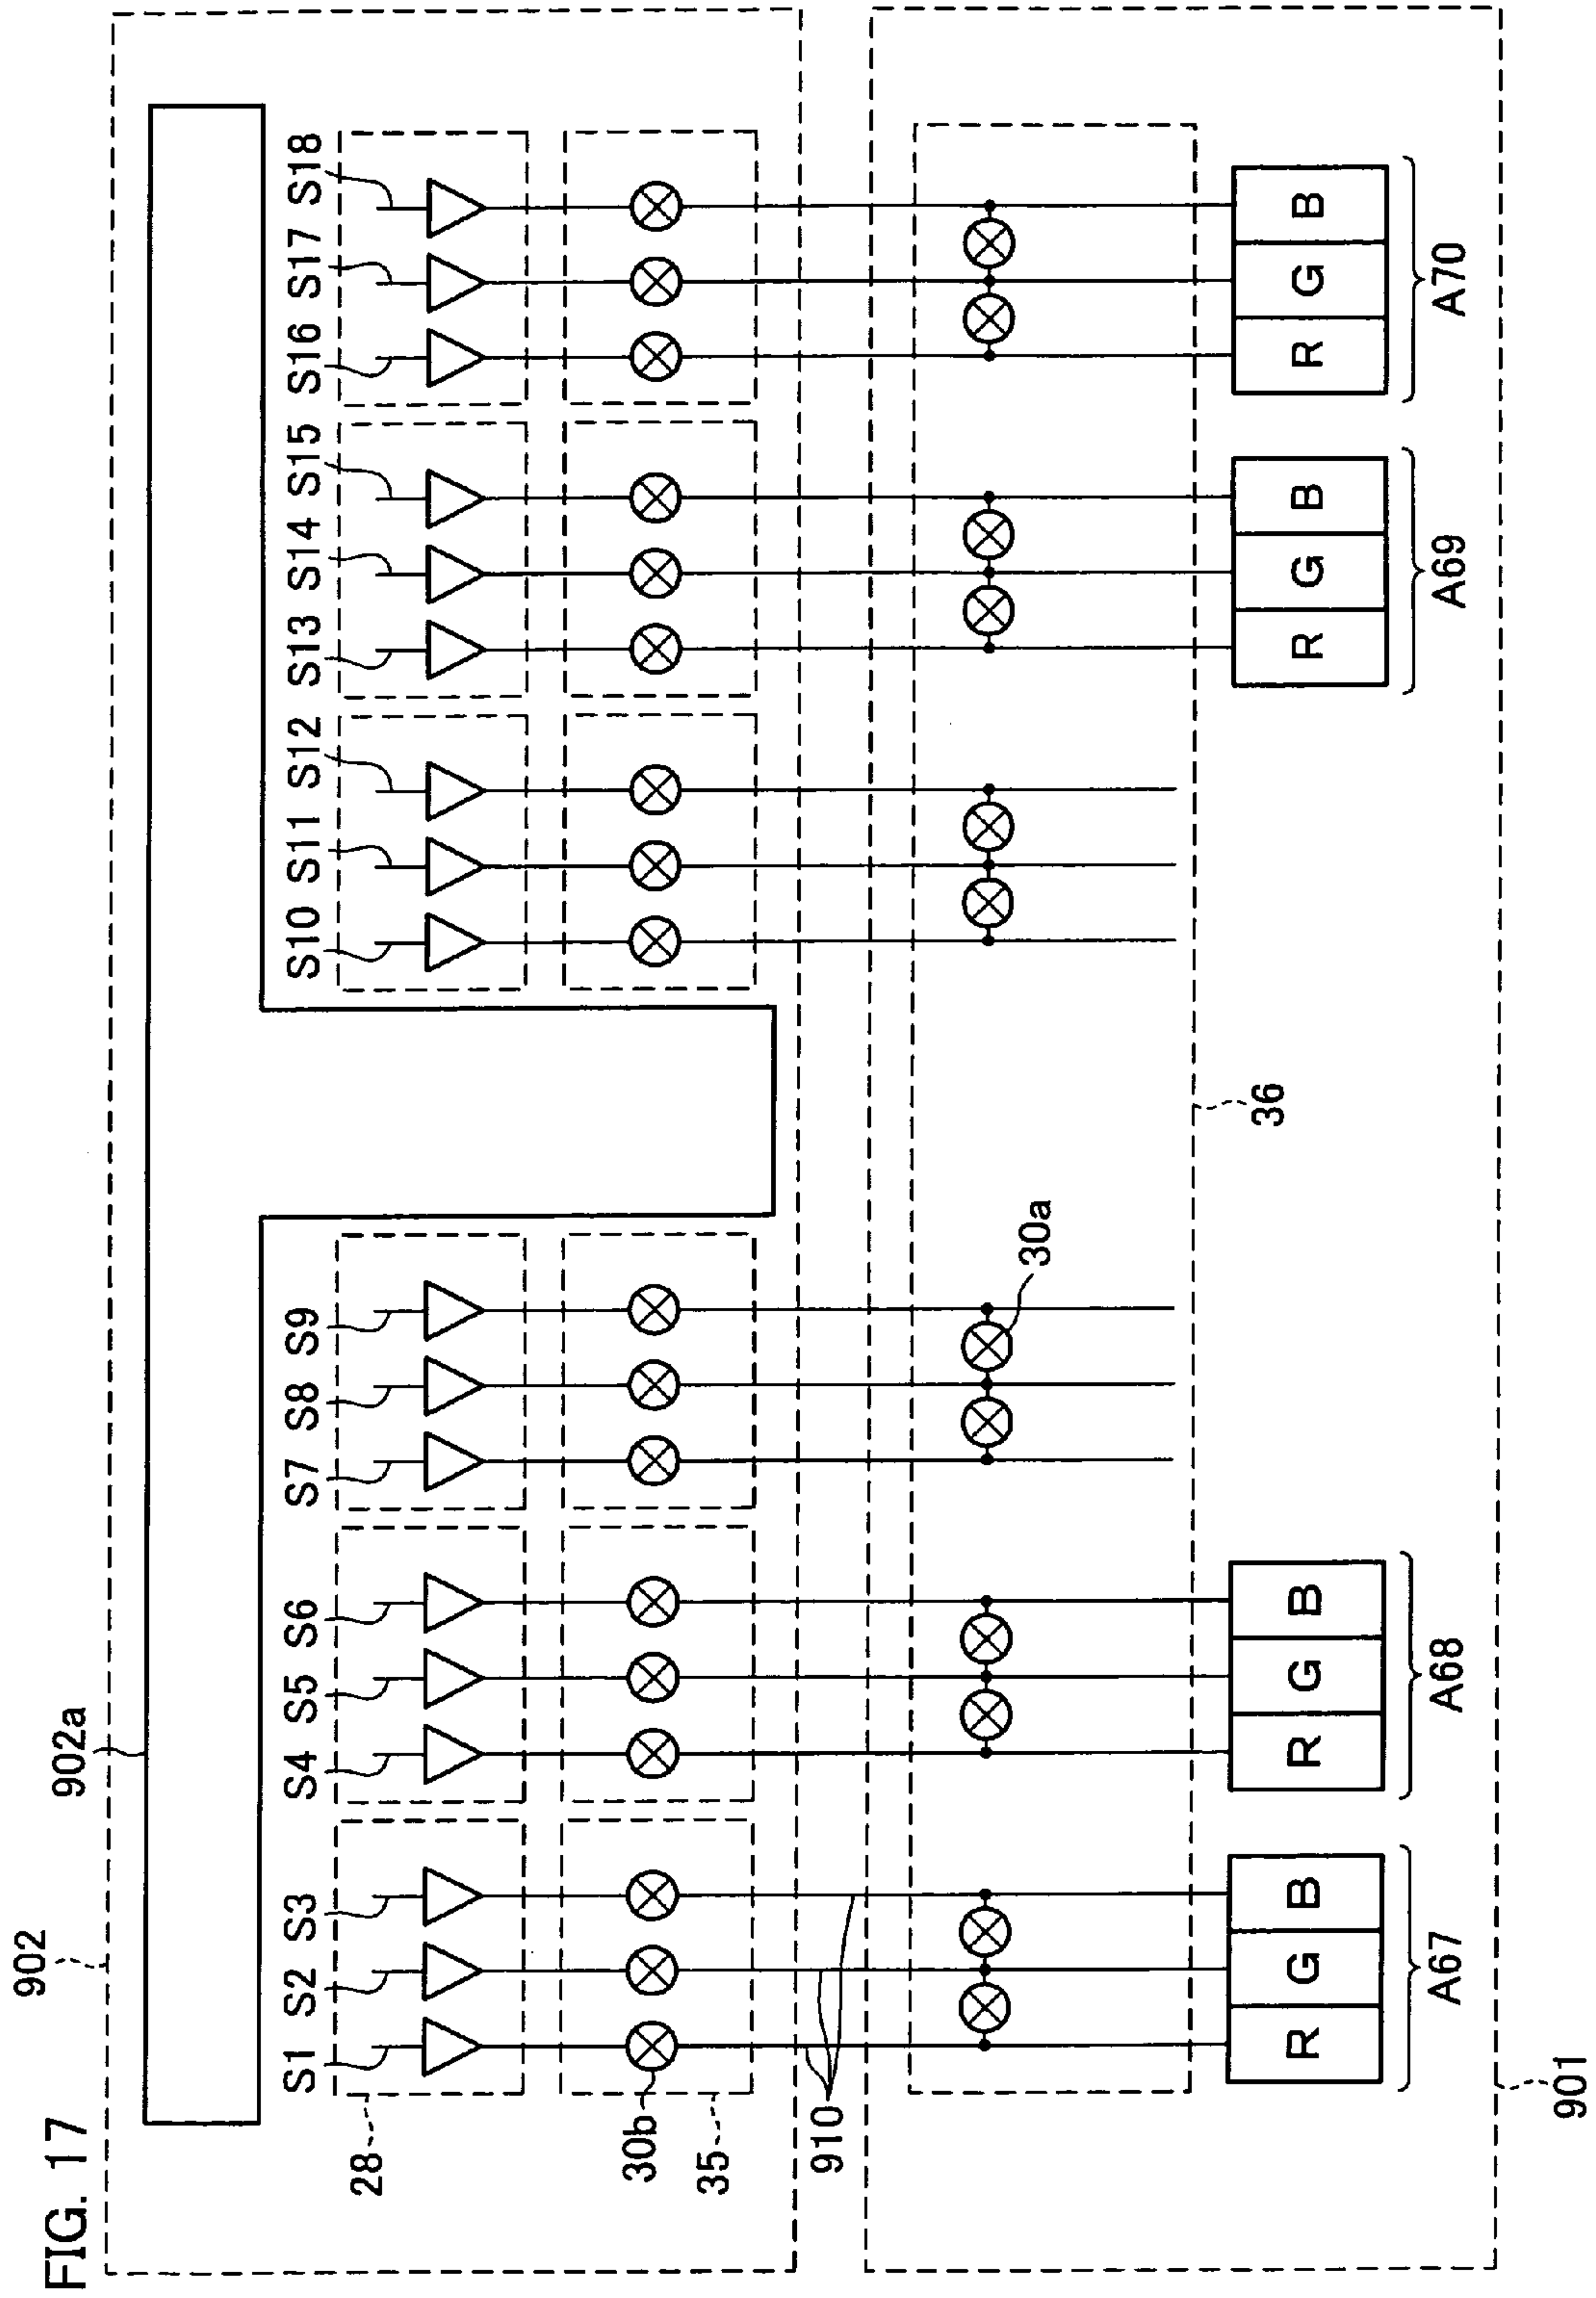 FIG. 17
902
902a
S1 S2 S3 S4 S5 S6 S7 S8 S9 S10 S11 S12 S13 S14 S15 S16 S17 S18
28
30b
35
910
30a
36
R G B R G B R G B R G B
A67 A68 A69 A70
901